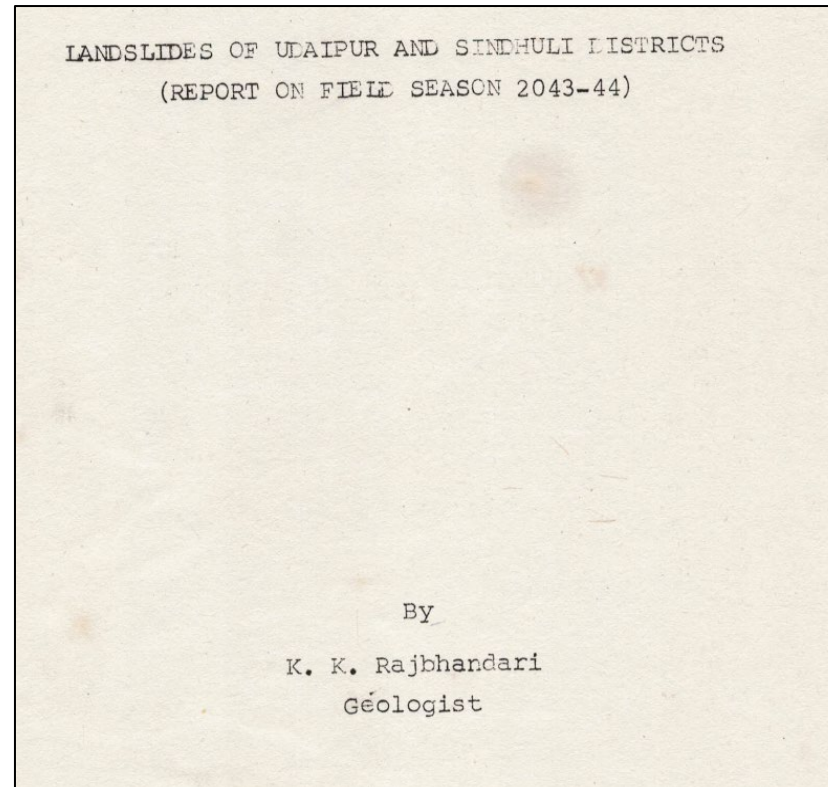 LANDSLIDES OF UDAIPUR AND SINDHULI DISTRICTS
(REPORT ON FIELD SEASON 2043-44)
By
K. K. Rajbhandari
Geologist